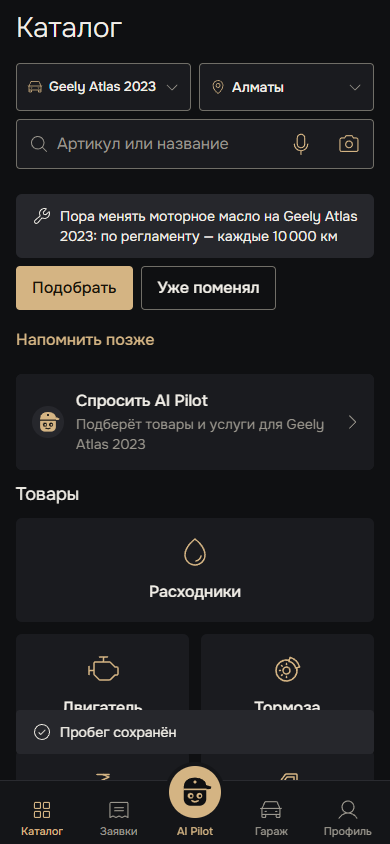 Каталог
Geely Atlas 2023
Алматы
Артикул или название
Пора менять моторное масло на Geely Atlas
2023: по регламенту — каждые 10 000 км
Подобрать
Уже поменял
Напомнить позже
Спросить AI Pilot
Подберёт товары и услуги для Geely
Atlas 2023
Товары
Расходники
Двигатель
Тормоза
Пробег сохранён
Каталог
Заявки
AI Pilot
Гараж
Профиль